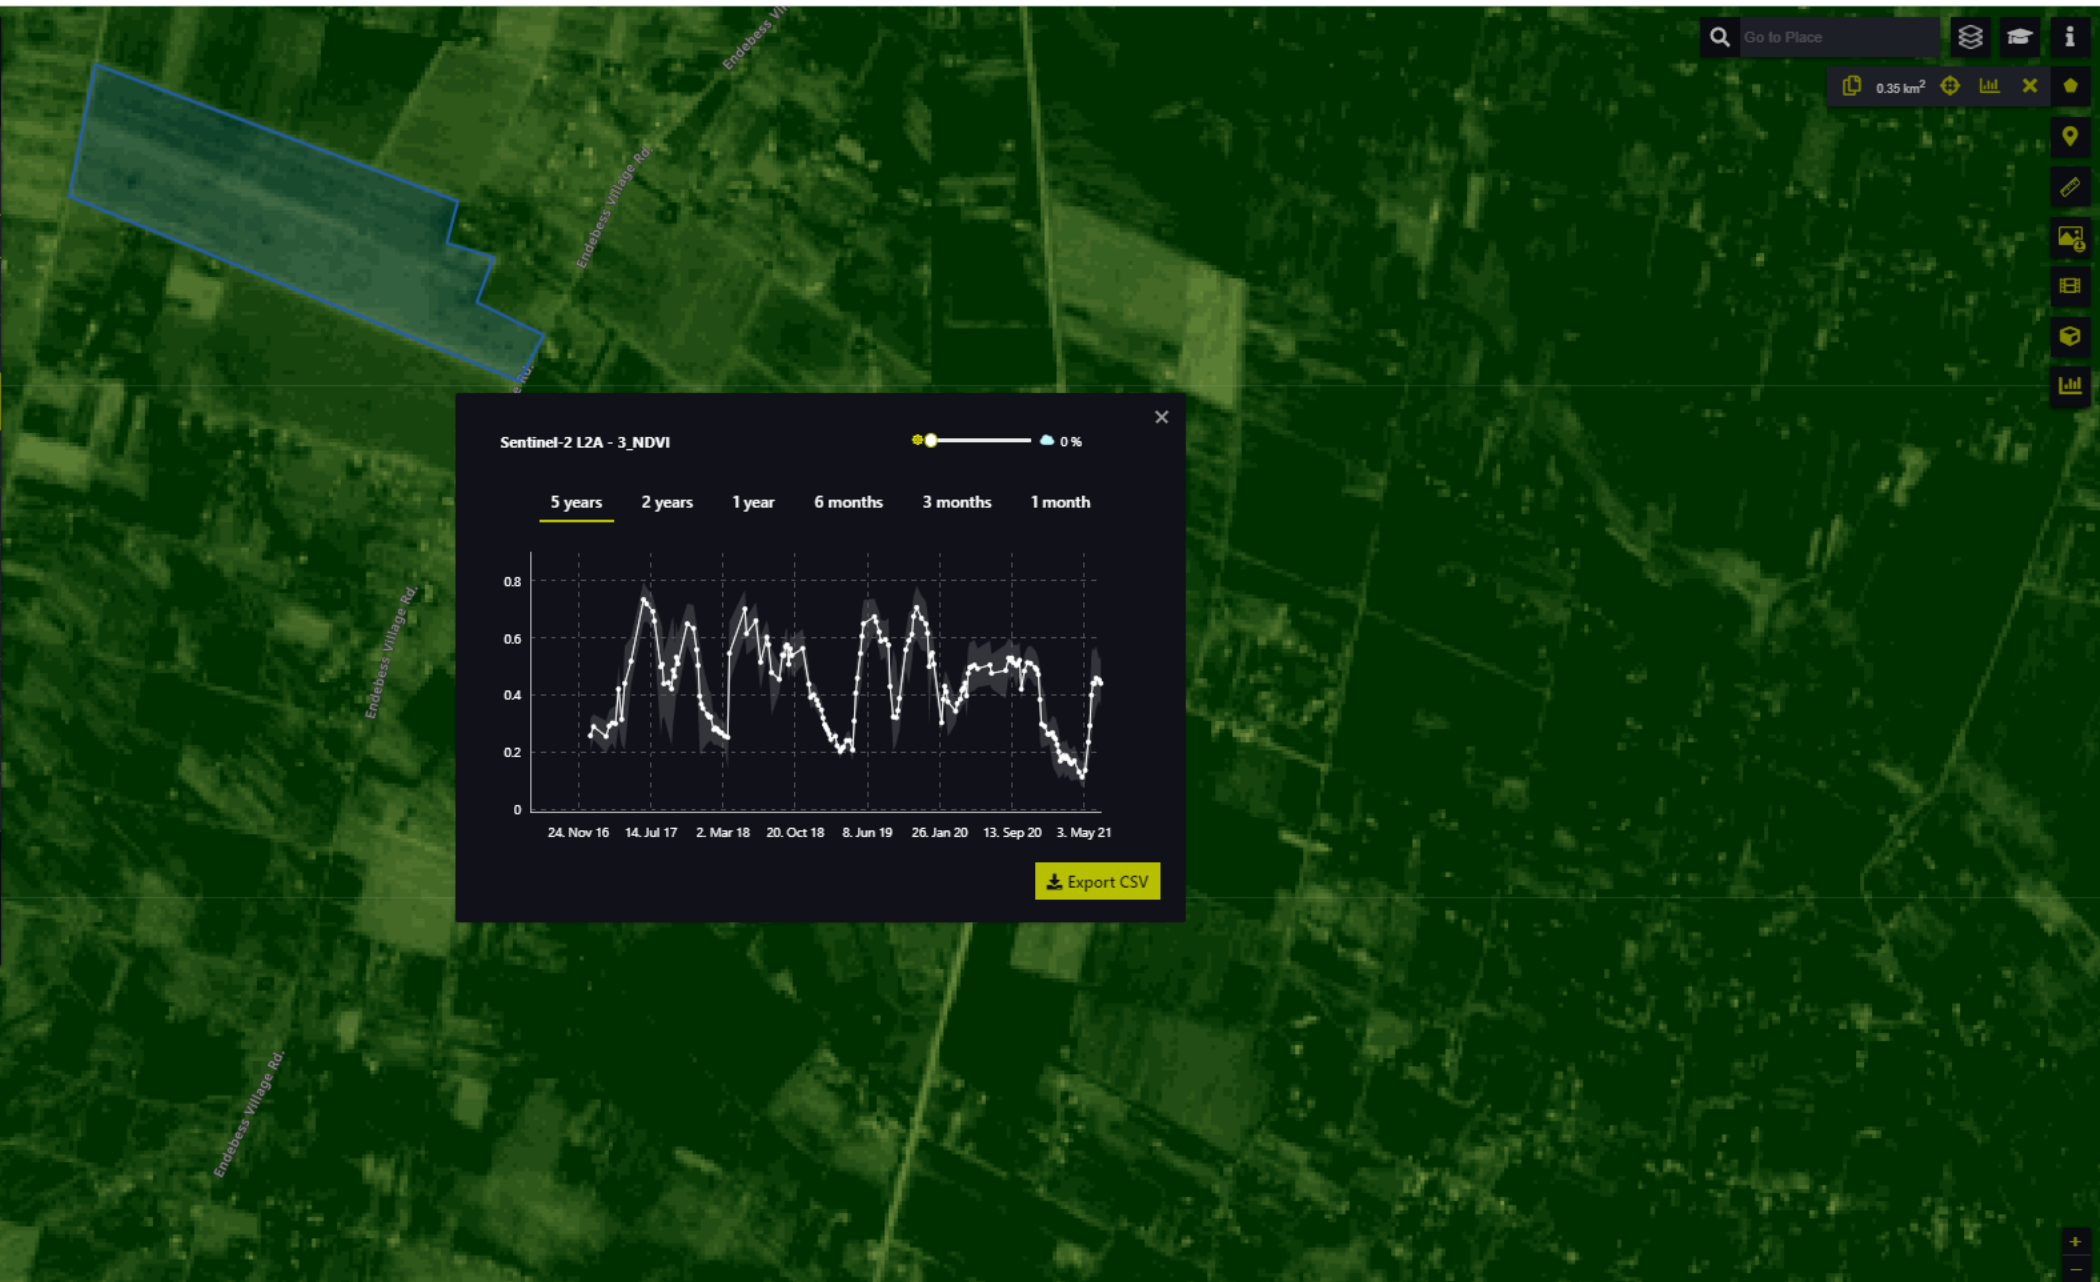 Endebess Vi
Go to Place
0.35 km²
Endebess Village Rd.
e Rd.
Sentinel-2 L2A - 3_NDVI
0 %
5 years 2 years 1 year 6 months 3 months 1 month
0.8
0.6
0.4
0.2
0
24. Nov 16 14. Jul 17 2. Mar 18 20. Oct 18 8. Jun 19 26. Jan 20 13. Sep 20 3. May 21
Export CSV
Endebess Village Rd.
Endebess Village Rd.